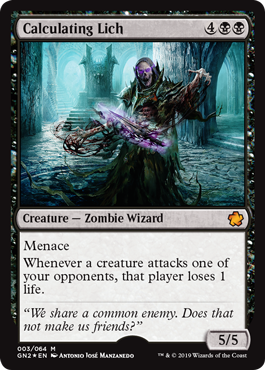 Calculating Lich 4
Creature — Zombie Wizard
Menace
Whenever a creature attacks one of
your opponents, that player loses 1
life.
“We share a common enemy. Does that
not make us friends?”
5/5
003/064 M
GN2 ★ EN Antonio José Manzanedo
™ & © 2019 Wizards of the Coast